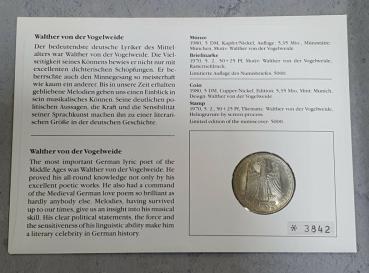 Walther von der Vogelweide
Der bedeutendste deutsche Lyriker des Mittel-
alters war Walther von der Vogelweide. Die Viel-
seitigkeit seines Könnens bewies er nicht nur mit
excellenten dichterischen Schöpfungen. Er be-
herrschte auch den Minnegesang so meisterhaft
wie kaum ein anderer. Bis in unsere Zeit erhalten
gebliebene Melodien geben uns einen Einblick in
sein musikalisches Können. Seine deutlichen po-
litischen Aussagen, die Kraft und die Sensibilität
seiner Sprachkunst machen ihn zu einer literari-
schen Größe in der deutschen Geschichte.
Walther von der Vogelweide
The most important German lyric poet of the
Middle Ages was Walther von der Vogelweide. He
proved his all-round knowledge not only by his
excellent poetic works. He also had a command
of the Medieval German love poem so brilliant as
hardly anybody else. Melodies, having survived
up to our times, give us an insight into his musical
skill. His clear political statements, the force and
the sensitiveness of his linguistic ability make him
a literary celebrity in German history.
Münze
1980, 5 DM, Kupfer/Nickel, Auflage: 5,35 Mio., Münzstätte:
München, Motiv: Walther von der Vogelweide
Briefmarke
1970, 5. 2., 30+25 Pf, Motiv: Walther von der Vogelweide,
Rastertiefdruck.
Limitierte Auflage des Numisbriefes: 5000.
Coin
1980, 5 DM, Cupper-Nickel, Edition: 5,35 Mio., Mint: Munich,
Design: Walther von der Vogelweide
Stamp
1970, 5. 2., 30+25 Pf, Thematic: Walther von der Vogelweide,
Heliogravure by screen process.
Limited edition of the numiscover: 5000.
* 3842